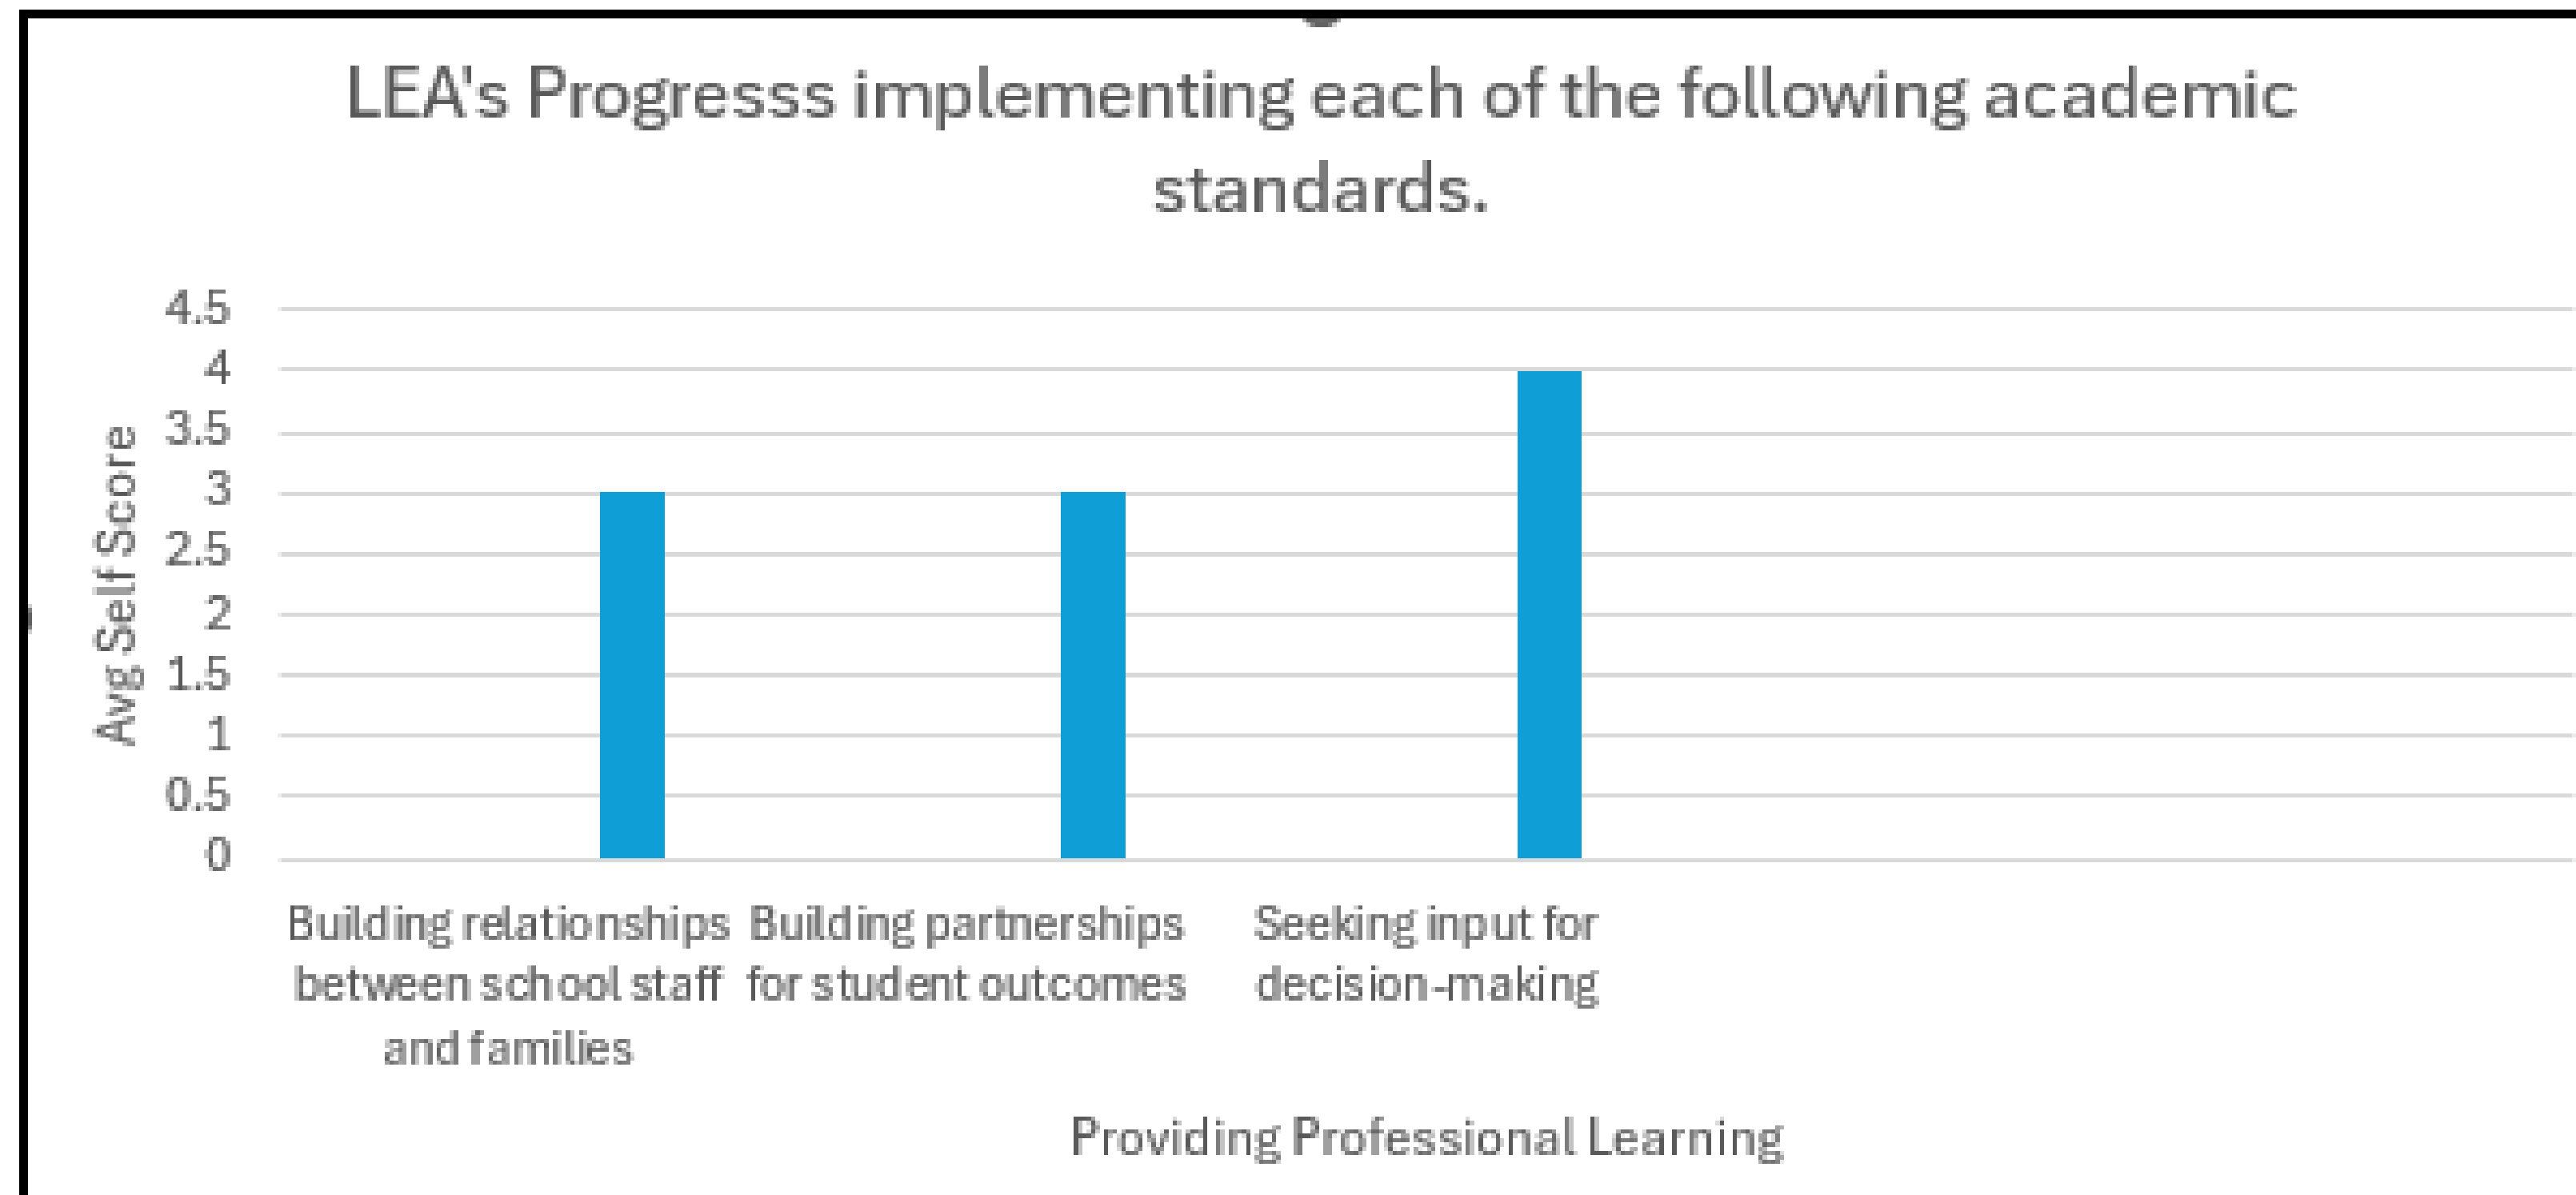 LEA's Progresss implementing each of the following academic
standards.
4.5
4
3.5
3
2.5
2
1.5
1
0.5
0
Avg Self Score
Building relationships
between school staff
and families
Building partnerships
for student outcomes
Seeking input for
decision-making
Providing Professional Learning